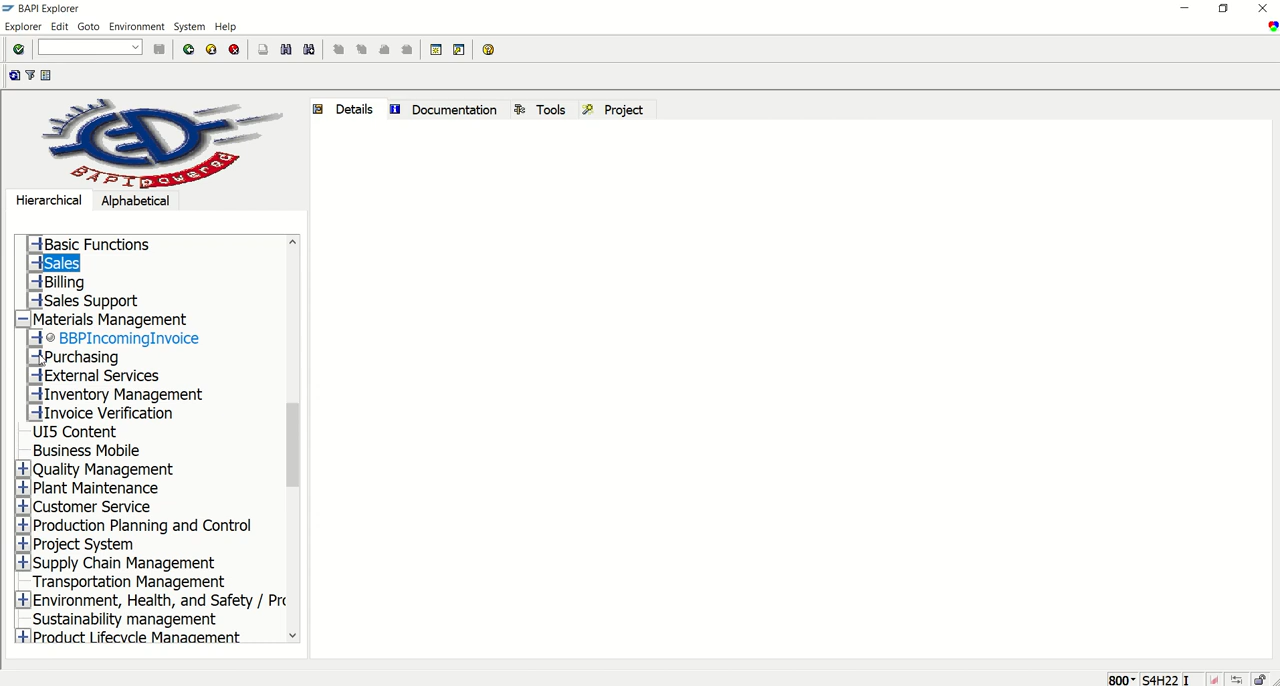 BAPI Explorer
Explorer Edit Goto Environment System Help
BAPI powered
Details Documentation Tools Project
Hierarchical Alphabetical
Basic Functions
Sales
Billing
Sales Support
Materials Management
BBPIncomingInvoice
Purchasing
External Services
Inventory Management
Invoice Verification
UI5 Content
Business Mobile
Quality Management
Plant Maintenance
Customer Service
Production Planning and Control
Project System
Supply Chain Management
Transportation Management
Environment, Health, and Safety / Pro
Sustainability management
Product Lifecycle Management
800 S4H22 I